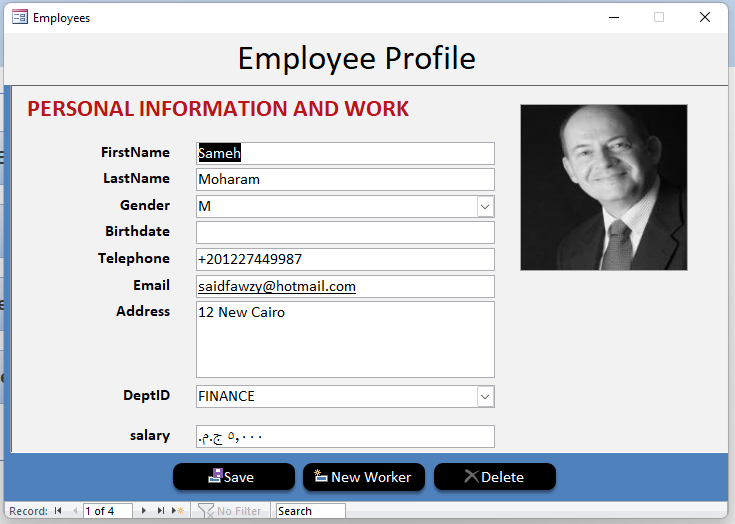 Employees
Employee Profile
PERSONAL INFORMATION AND WORK
FirstName Sameh
LastName Moharam
Gender M
Birthdate
Telephone +201227449987
Email saidfawzy@hotmail.com
Address 12 New Cairo
DeptID FINANCE
salary ج.م.‏ ٥,٠٠٠
Save New Worker Delete
Record: 1 of 4 No Filter Search